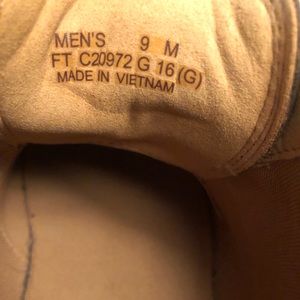 MEN'S 9 M
FT C20972 G 16 (G)
MADE IN VIETNAM